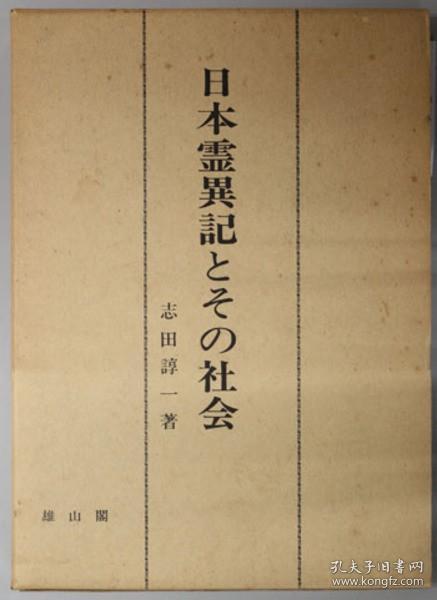 日本霊異記とその社会
志田諄一著
雄山閣
孔夫子旧书网
book.kongfz.com